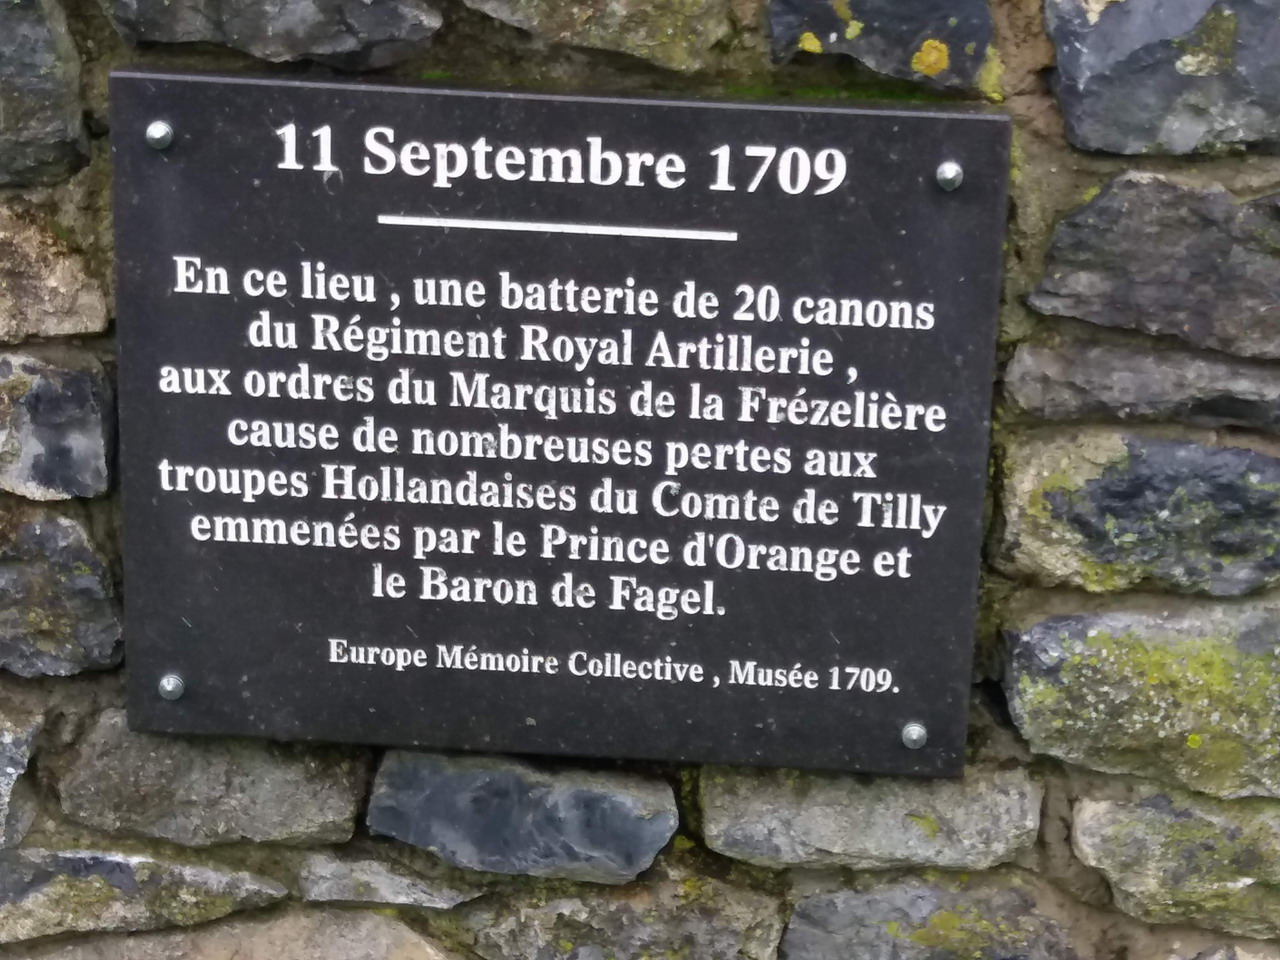 11 Septembre 1709
En ce lieu , une batterie de 20 canons
du Régiment Royal Artillerie ,
aux ordres du Marquis de la Frézelière
cause de nombreuses pertes aux
troupes Hollandaises du Comte de Tilly
emmenées par le Prince d'Orange et
le Baron de Fagel.
Europe Mémoire Collective , Musée 1709.